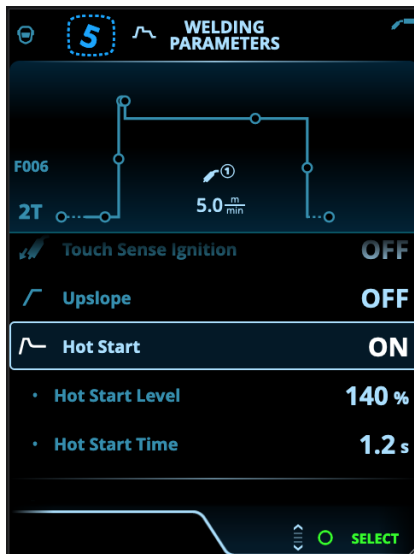 5
WELDING
PARAMETERS
F006
1
2T
5.0 m/min
Touch Sense Ignition OFF
Upslope OFF
Hot Start ON
• Hot Start Level 140 %
• Hot Start Time 1.2 s
SELECT